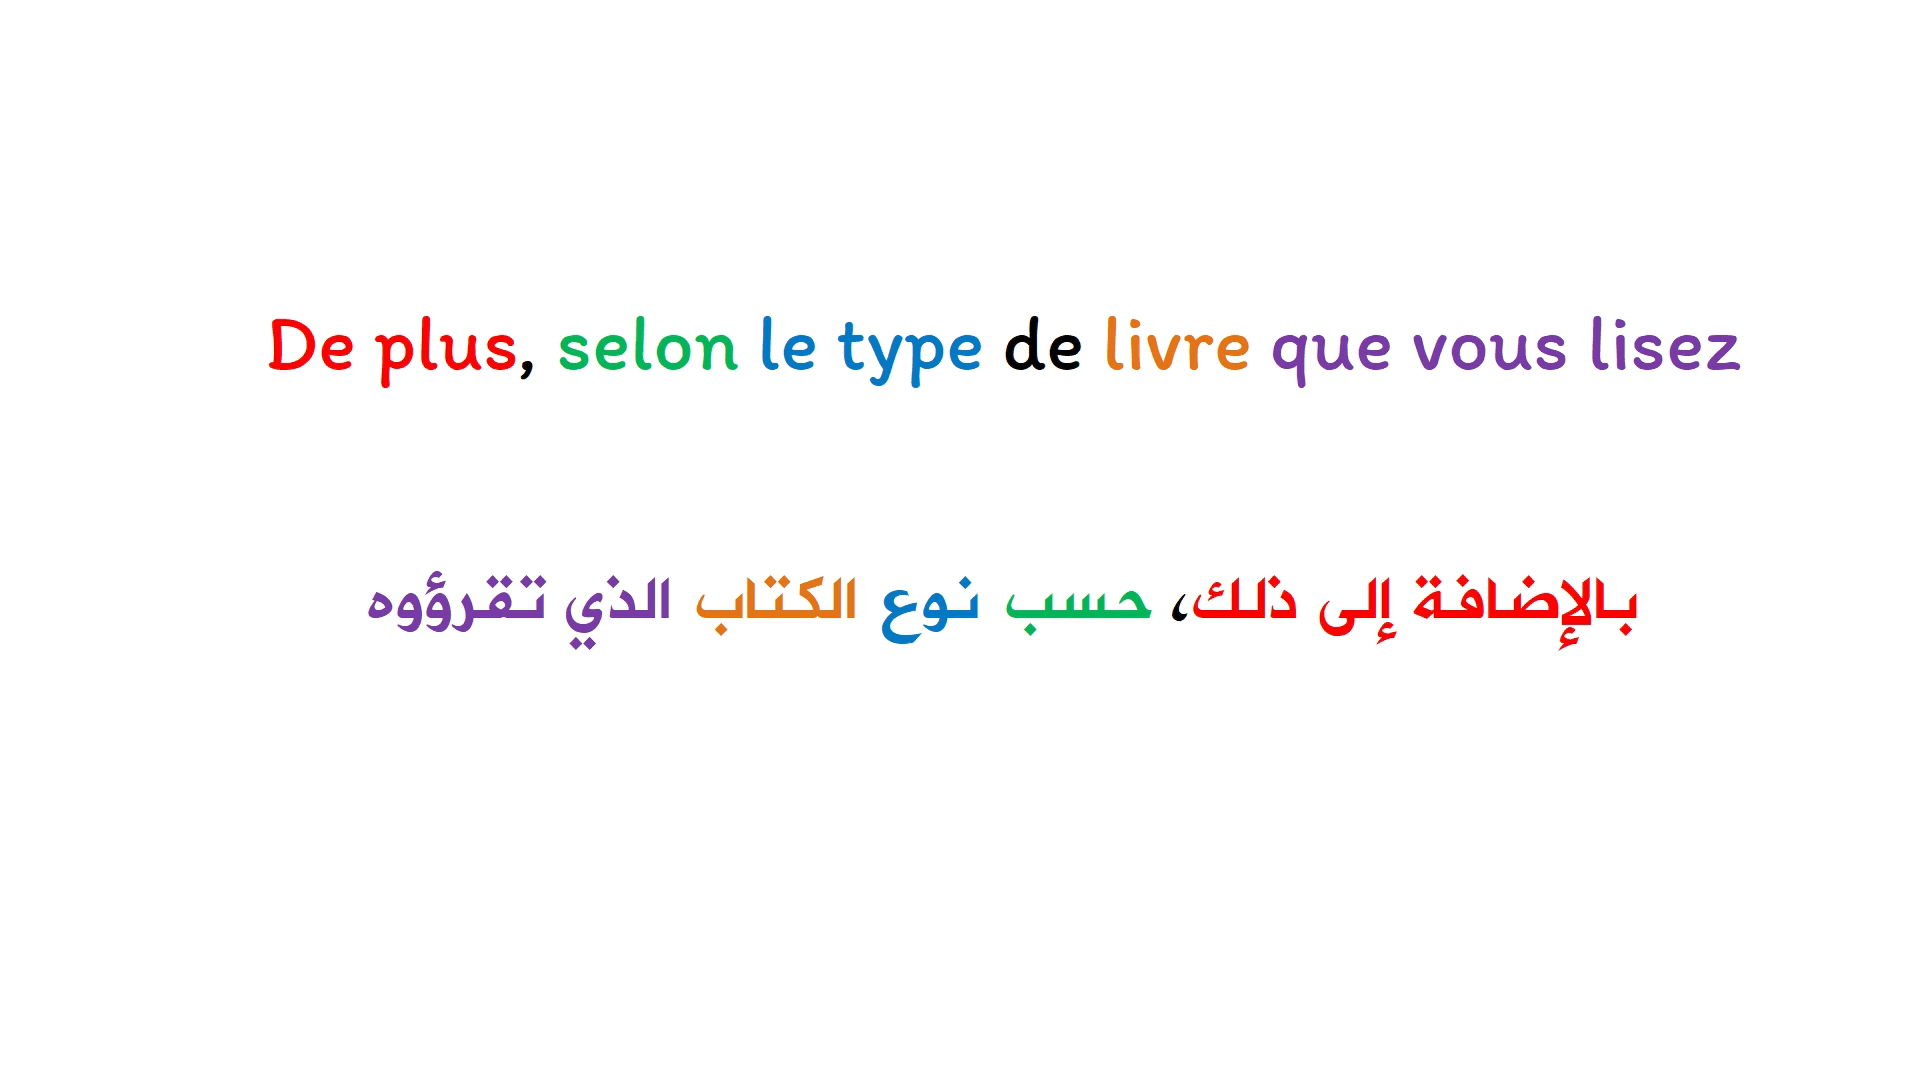 De plus, selon le type de livre que vous lisez
بالإضافة إلى ذلك، حسب نوع الكتاب الذي تقرؤوه